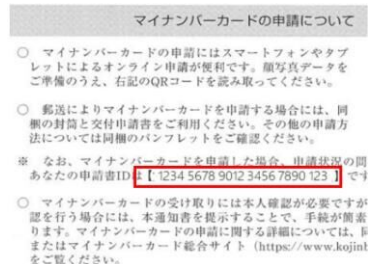 マイナンバーカードの申請について
○ マイナンバーカードの申請にはスマートフォンやタブ
レットによるオンライン申請が便利です。顔写真データを
ご準備のうえ、右記のQRコードを読み取ってください。
○ 郵送によりマイナンバーカードを申請する場合には、同
梱の封筒と交付申請書をご利用ください。その他の申請方
法については同梱のパンフレットをご確認ください。
※ なお、マイナンバーカードを申請した場合、申請状況の問
あなたの申請書IDは【 1234 5678 9012 3456 7890 123 】です
○ マイナンバーカードの受け取りには本人確認が必要ですが
認を行う場合には、本通知書を提示することで、手続が簡素
ります。マイナンバーカードの申請に関する詳細については、同
またはマイナンバーカード総合サイト（https://www.kojinb
をご覧ください。